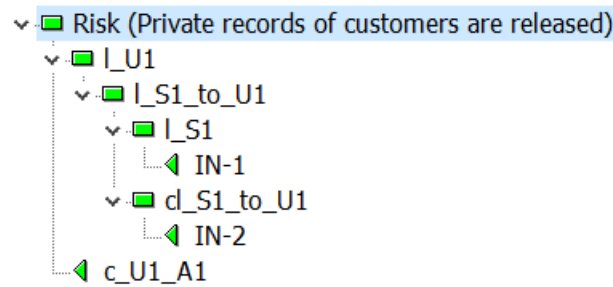 Risk (Private records of customers are released)
l_U1
l_S1_to_U1
l_S1
IN-1
cl_S1_to_U1
IN-2
c_U1_A1